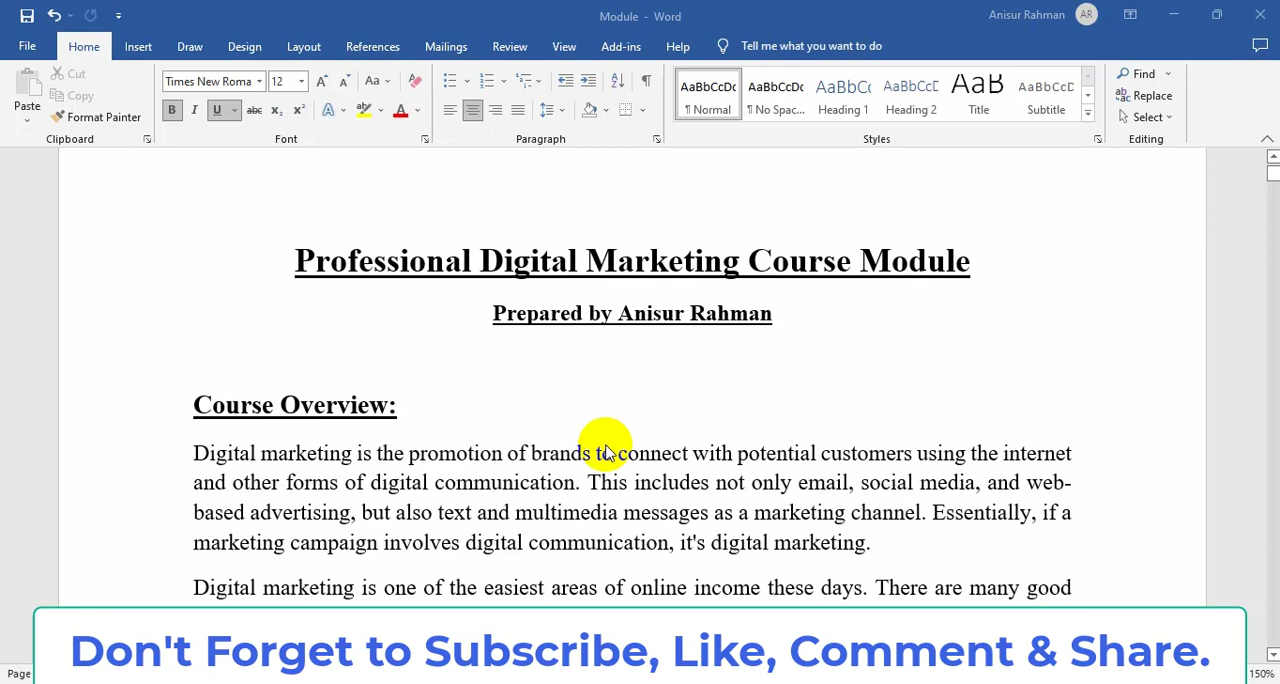 Module - Word
Anisur Rahman AR
File Home Insert Draw Design Layout References Mailings Review View Add-ins Help Tell me what you want to do
Paste
Cut
Copy
Format Painter
Clipboard
Times New Roma 12
Aa
B I U abc x₂ x² A A
Font
Paragraph
AaBbCcDc AaBbCcDc AaBbCc AaBbCcC AaB AaBbCcC
¶ Normal ¶ No Spac... Heading 1 Heading 2 Title Subtitle
Styles
Find
Replace
Select
Editing
Professional Digital Marketing Course Module
Prepared by Anisur Rahman
Course Overview:
Digital marketing is the promotion of brands to connect with potential customers using the internet
and other forms of digital communication. This includes not only email, social media, and web-
based advertising, but also text and multimedia messages as a marketing channel. Essentially, if a
marketing campaign involves digital communication, it's digital marketing.
Digital marketing is one of the easiest areas of online income these days. There are many good
Don't Forget to Subscribe, Like, Comment & Share.
Page
150%